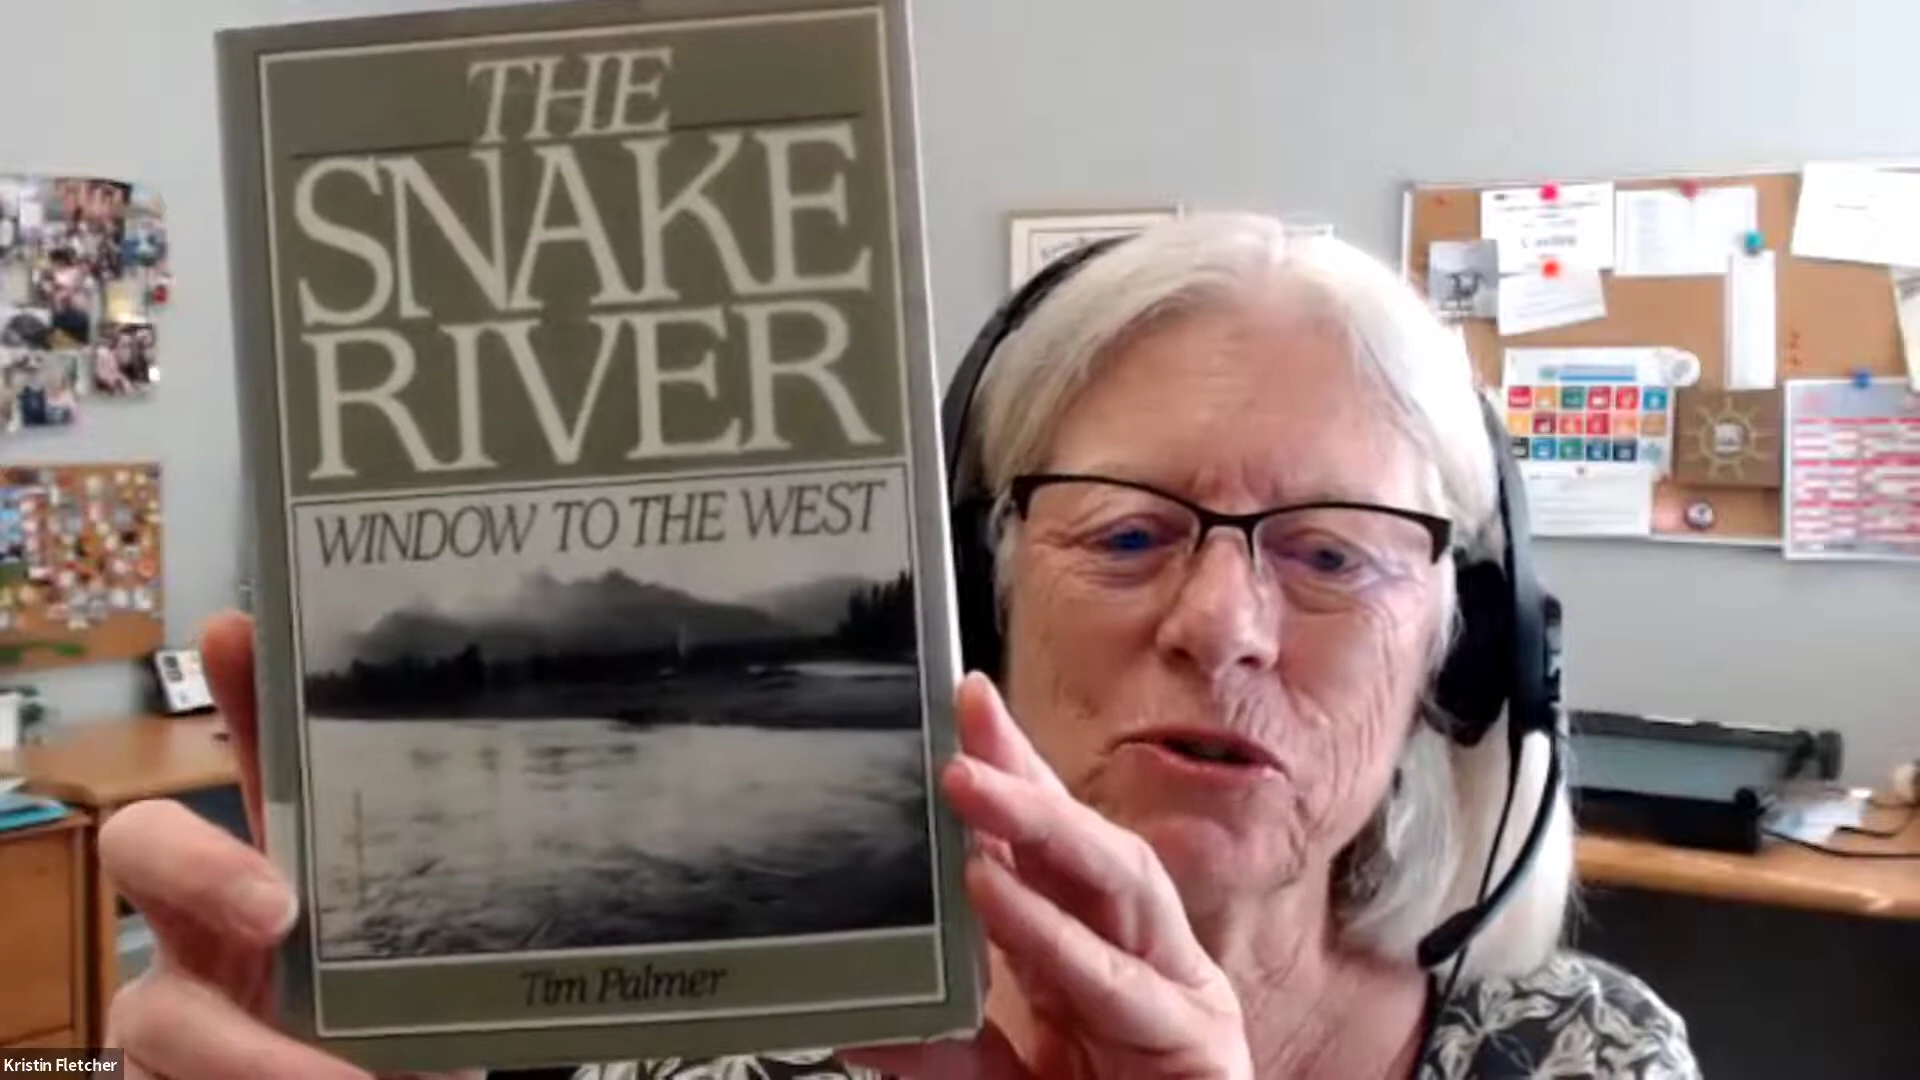 THE
SNAKE
RIVER
WINDOW TO THE WEST
Tim Palmer
Kristin Fletcher